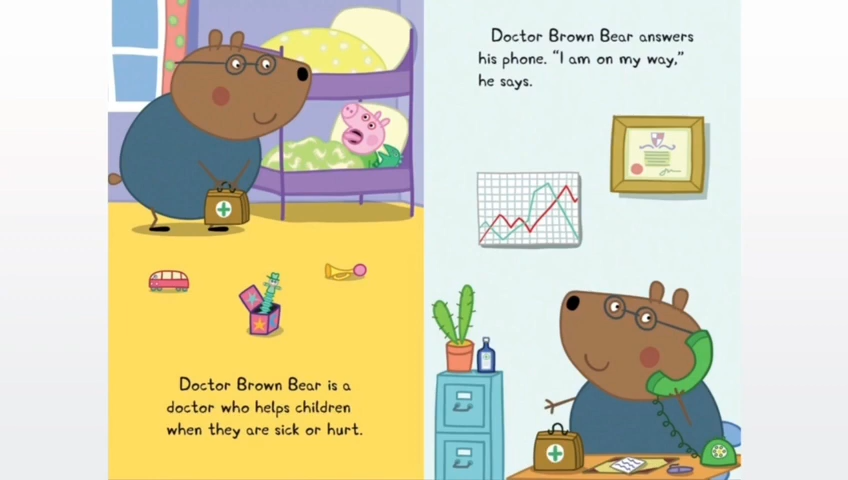 Doctor Brown Bear is a
doctor who helps children
when they are sick or hurt.
Doctor Brown Bear answers
his phone. “I am on my way,”
he says.